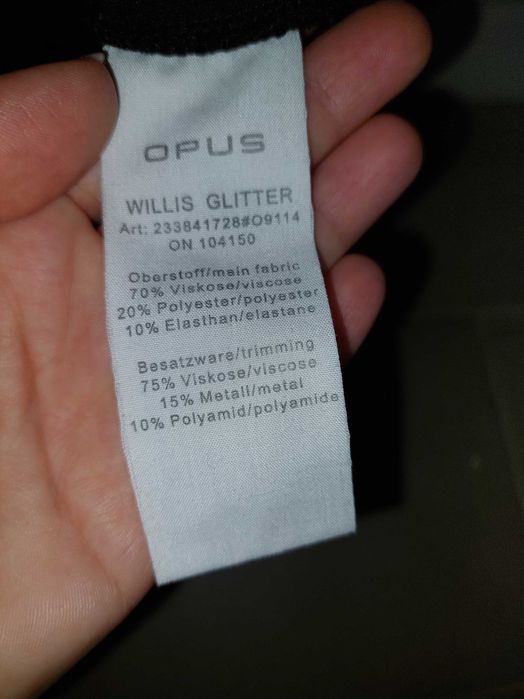 OPUS
WILLIS GLITTER
Art: 233841728#O9114
ON 104150
Oberstoff/main fabric
70% Viskose/viscose
20% Polyester/polyester
10% Elasthan/elastane
Besatzware/trimming
75% Viskose/viscose
15% Metall/metal
10% Polyamid/polyamide